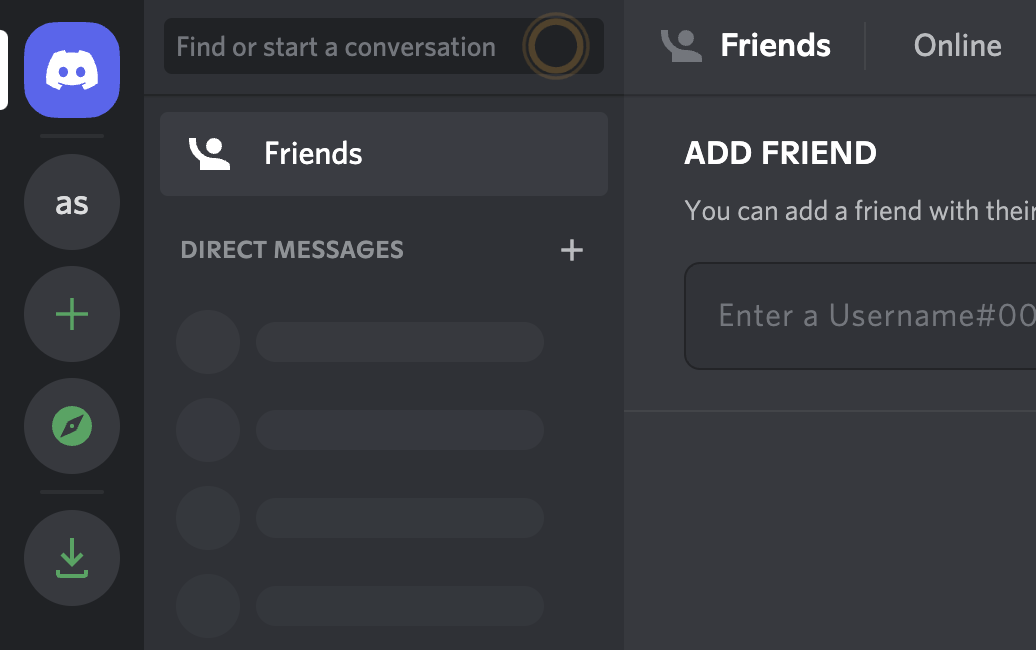 Find or start a conversation
Friends
Online
as
Friends
DIRECT MESSAGES
ADD FRIEND
You can add a friend with their
Enter a Username#00